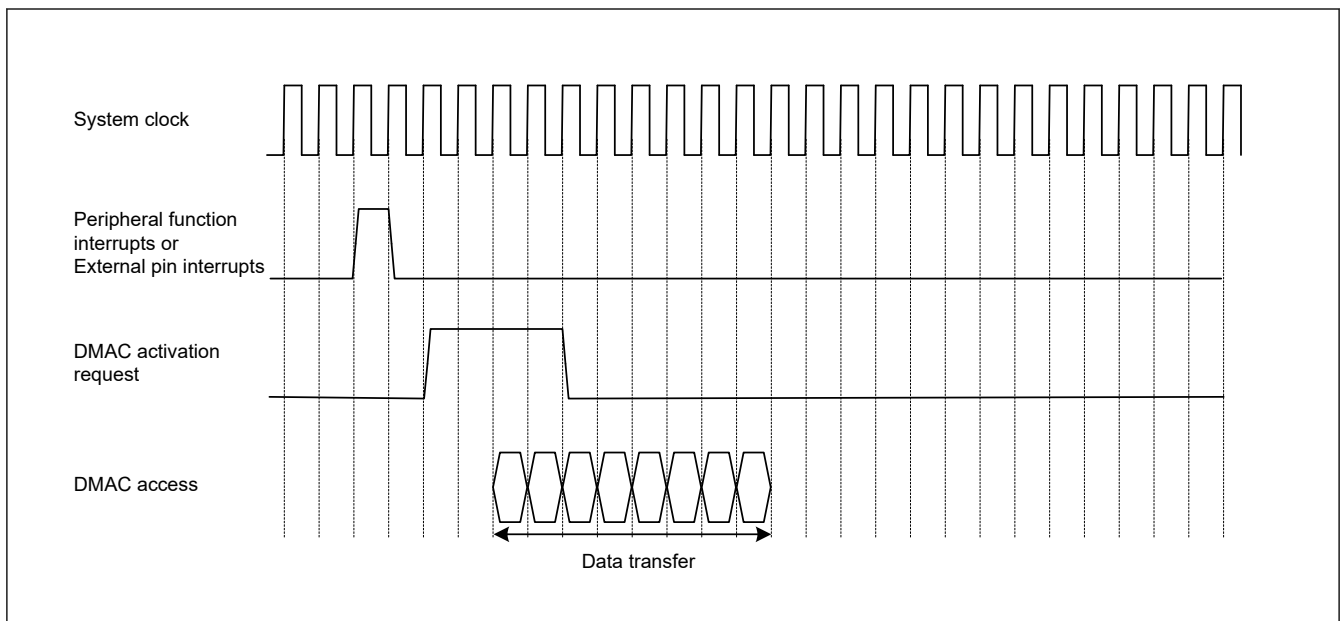 System clock
Peripheral function
interrupts or
External pin interrupts
DMAC activation
request
DMAC access
Data transfer